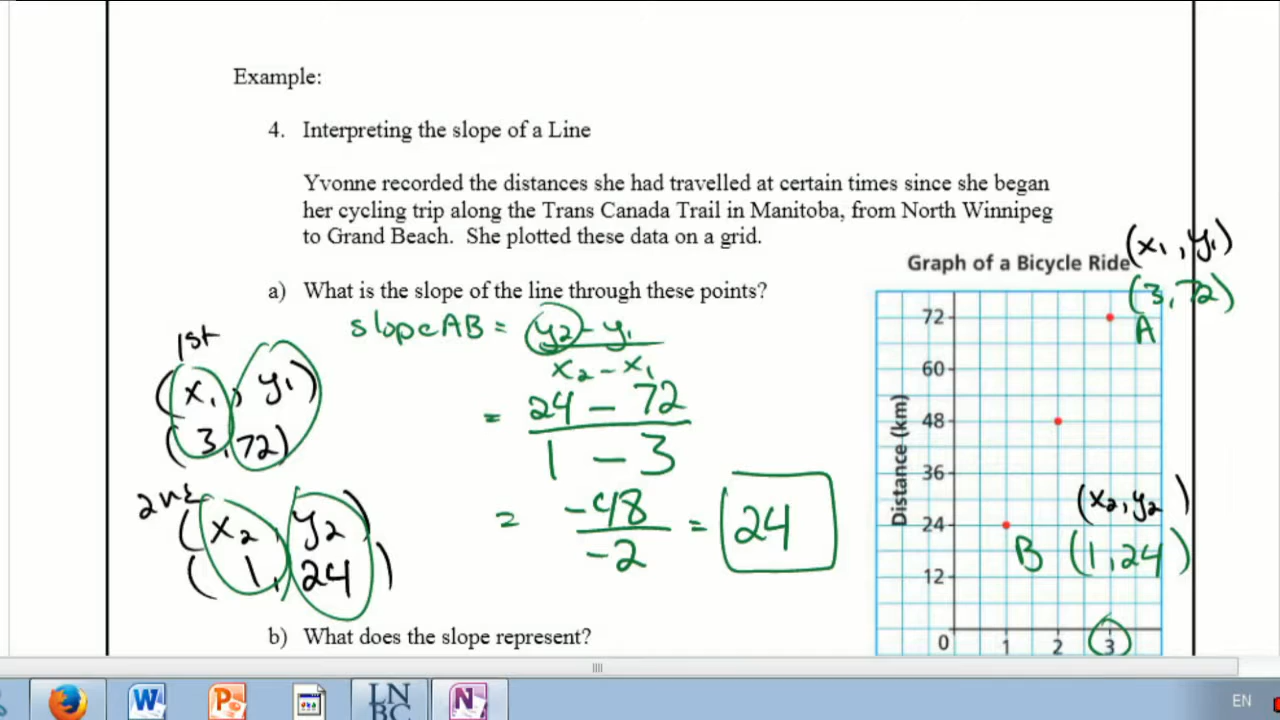 Example:
4. Interpreting the slope of a Line
Yvonne recorded the distances she had travelled at certain times since she began
her cycling trip along the Trans Canada Trail in Manitoba, from North Winnipeg
to Grand Beach. She plotted these data on a grid.
a) What is the slope of the line through these points?
slope AB = y₂ - y₁
x₂ - x₁
= 24 - 72
1 - 3
= -48
-2
= 24
1st
(x₁, y₁)
(3, 72)
2nd
(x₂, y₂)
(1, 24)
b) What does the slope represent?
Graph of a Bicycle Ride
(x₁, y₁)
(3, 72)
A
(x₂, y₂)
B (1, 24)
Distance (km)
72
60
48
36
24
12
0 1 2 3
W
P
LNBC
N
EN